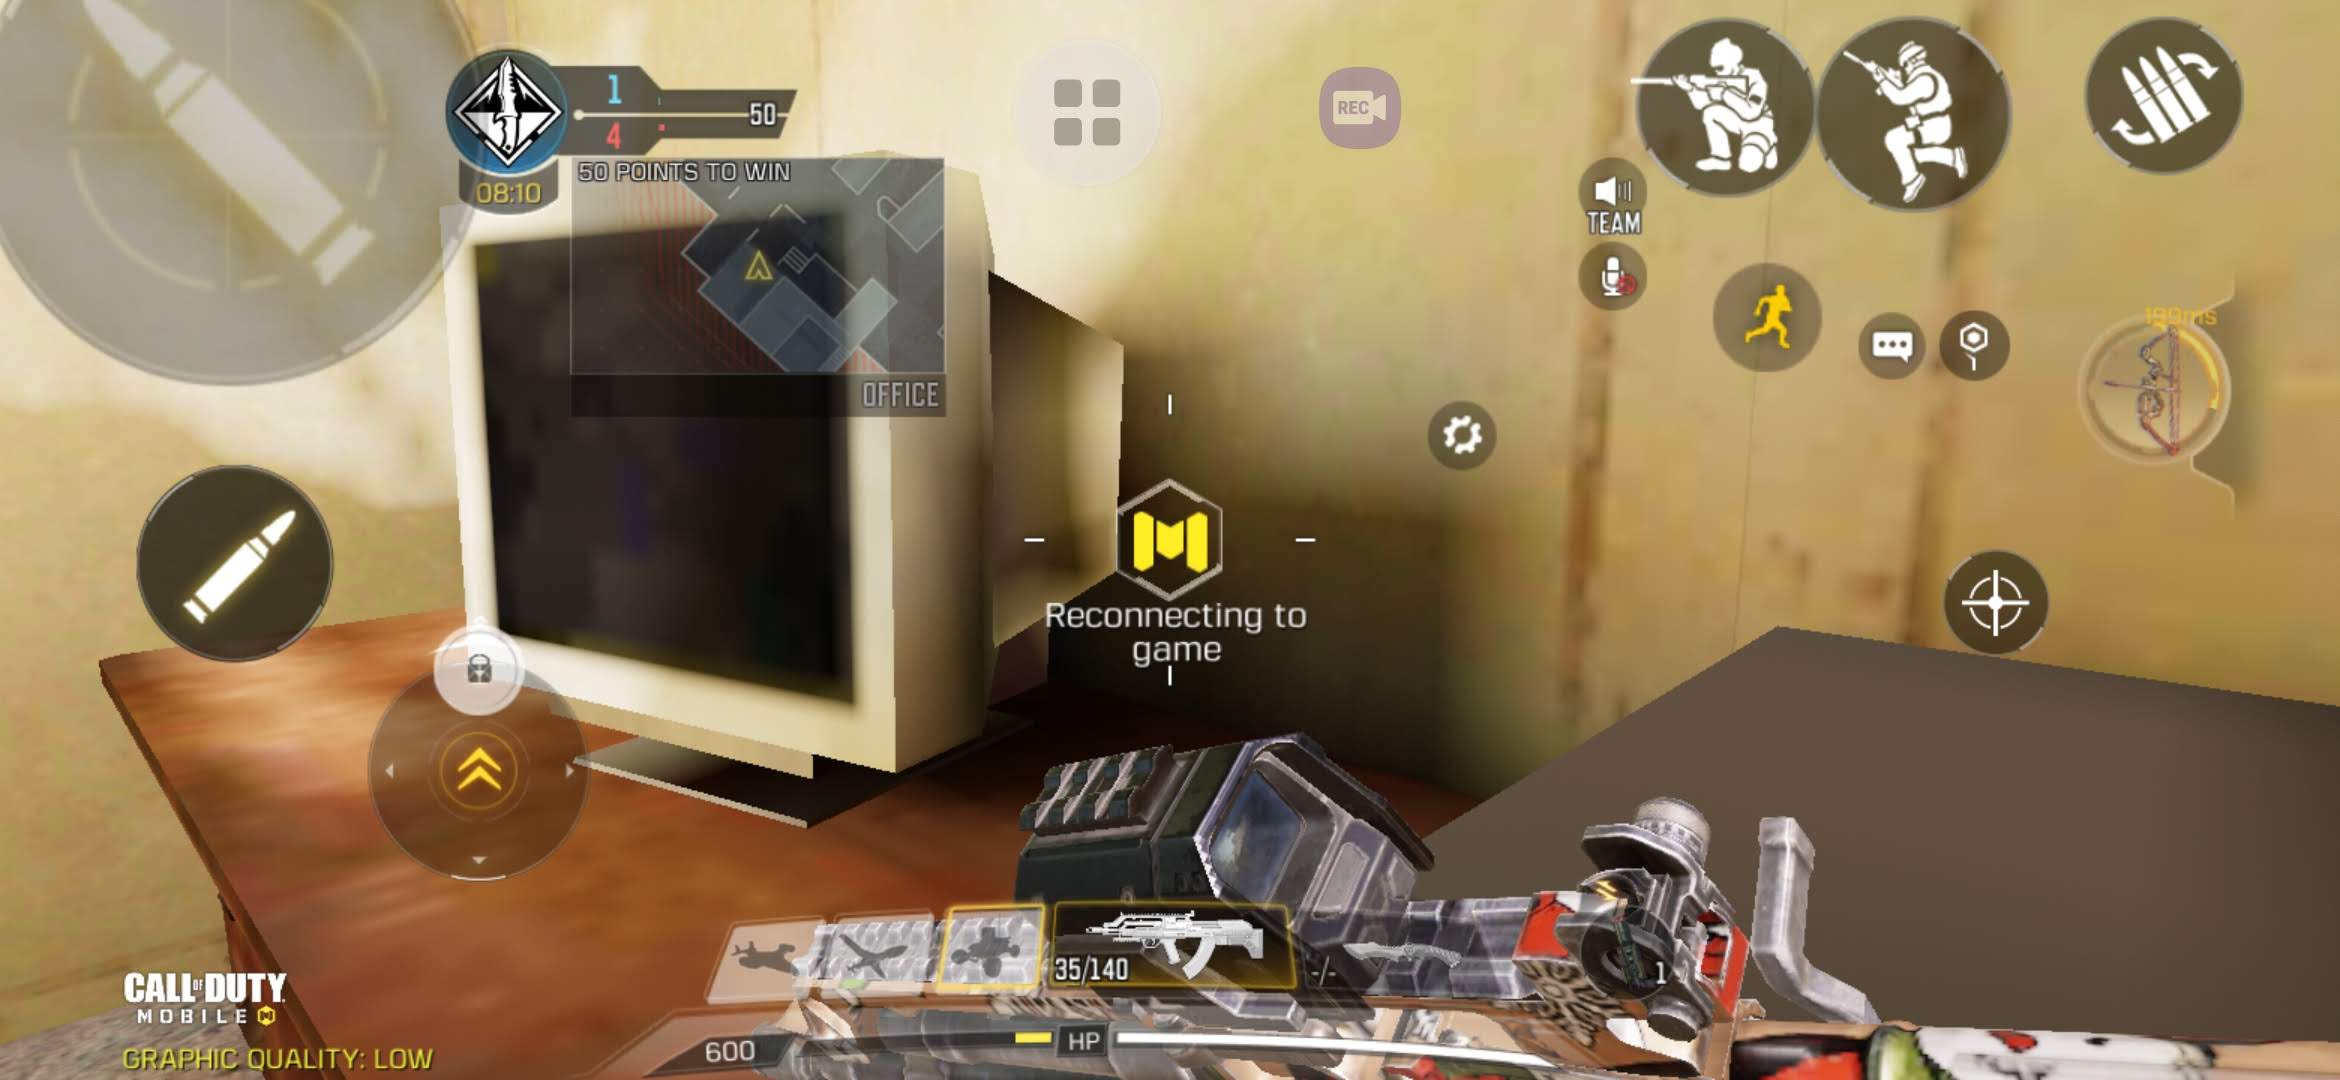 1
50
4
50 POINTS TO WIN
08:10
OFFICE
REC
TEAM
199ms
Reconnecting to
game
35/140
-/-
1
CALL OF DUTY
MOBILE
600
HP
GRAPHIC QUALITY: LOW